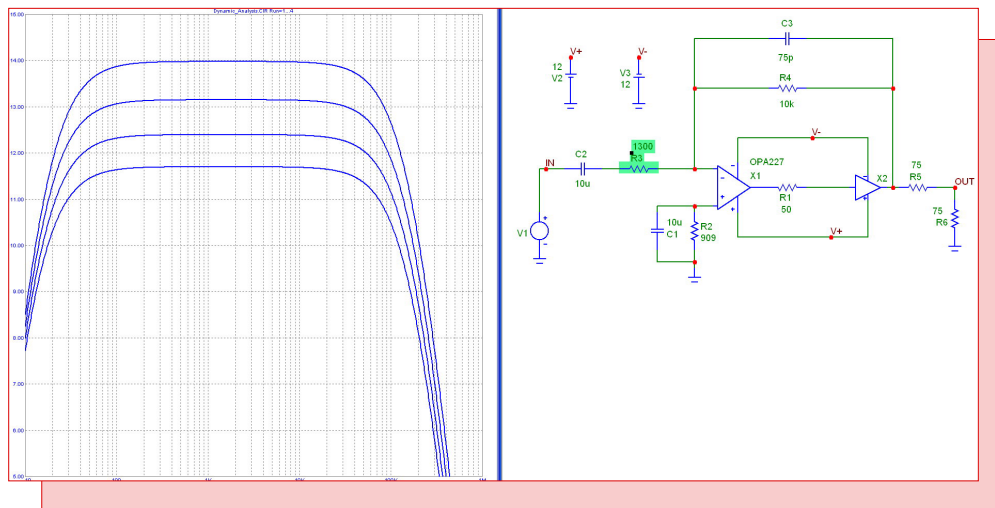 Dynamic_Analysis.CIR Run=1...4
15.00
14.00
13.00
12.00
11.00
10.00
9.00
8.00
7.00
6.00
5.00
10
100
1K
10K
100K
1M
C3
75p
R4
10k
V+
12
V2
V-
V3
12
1300
R3
IN
C2
10u
V1
OPA227
X1
V-
R1
50
X2
75
R5
OUT
75
R6
V+
10u
C1
R2
909